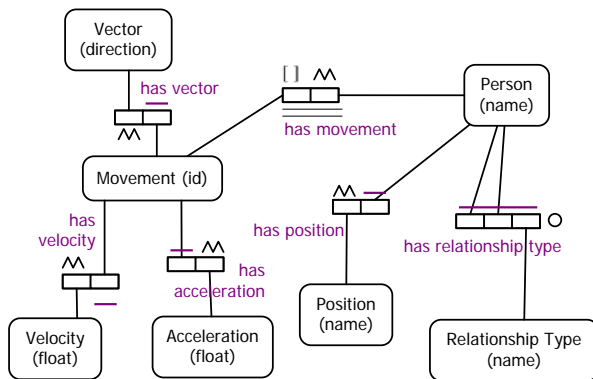 Vector
(direction)
has vector
[ ]
Person
(name)
has movement
Movement (id)
has
velocity
has position
has relationship type
has
acceleration
Velocity
(float)
Acceleration
(float)
Position
(name)
Relationship Type
(name)